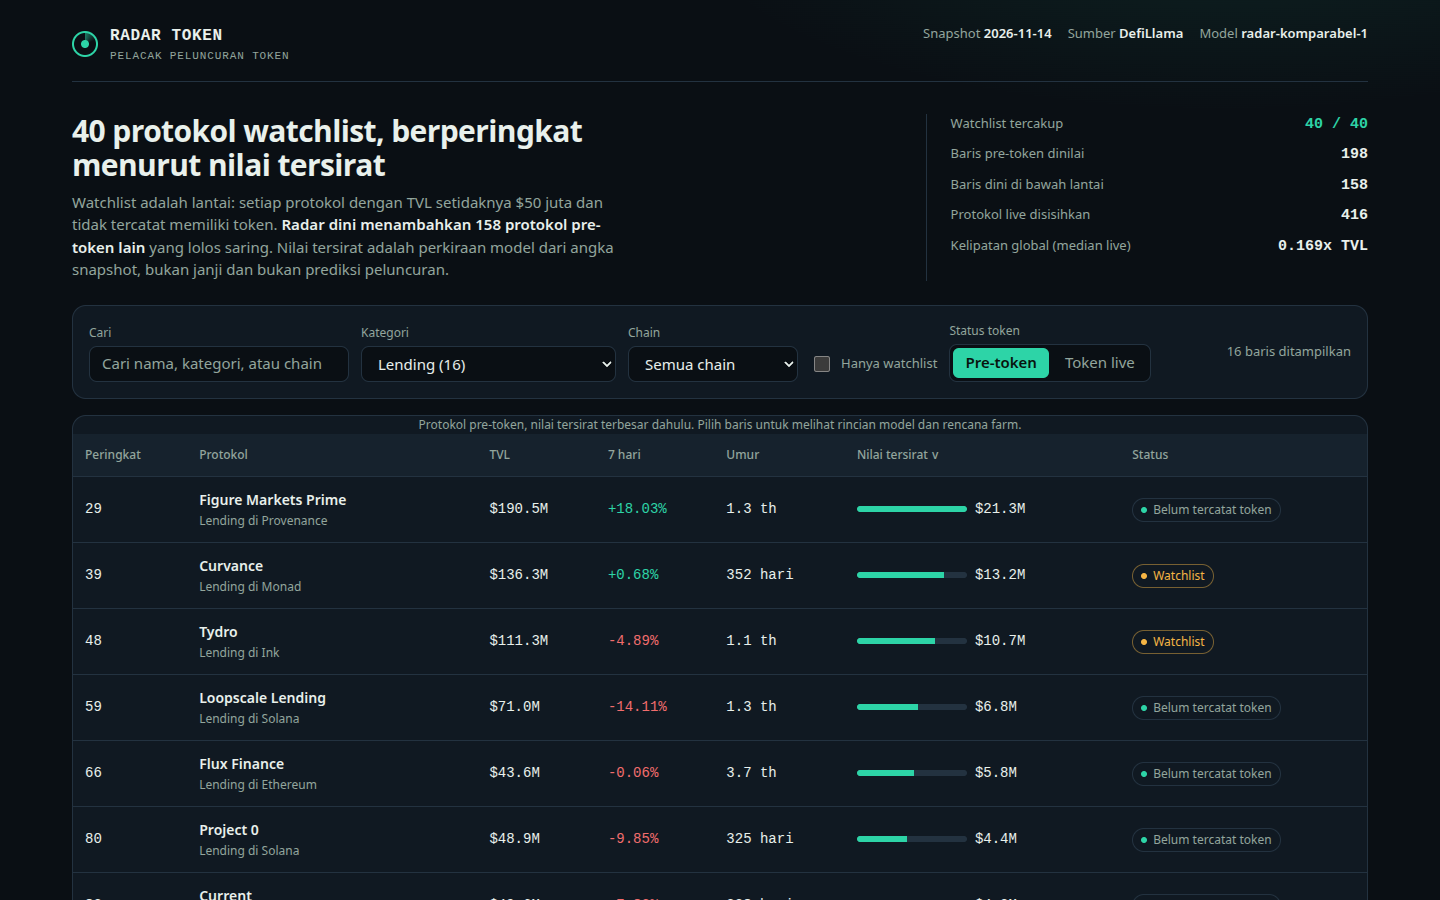 RADAR TOKEN
PELACAK PELUNCURAN TOKEN
Snapshot 2026-11-14 Sumber DefiLlama Model radar-komparabel-1
40 protokol watchlist, berperingkat
menurut nilai tersirat
Watchlist adalah lantai: setiap protokol dengan TVL setidaknya $50 juta dan
tidak tercatat memiliki token. Radar dini menambahkan 158 protokol pre-
token lain yang lolos saring. Nilai tersirat adalah perkiraan model dari angka
snapshot, bukan janji dan bukan prediksi peluncuran.
Watchlist tercakup 40 / 40
Baris pre-token dinilai 198
Baris dini di bawah lantai 158
Protokol live disisihkan 416
Kelipatan global (median live) 0.169x TVL
Cari Kategori Chain Status token
Cari nama, kategori, atau chain Lending (16) Semua chain Hanya watchlist Pre-token Token live 16 baris ditampilkan
Protokol pre-token, nilai tersirat terbesar dahulu. Pilih baris untuk melihat rincian model dan rencana farm.
Peringkat Protokol TVL 7 hari Umur Nilai tersirat v Status
29 Figure Markets Prime $190.5M +18.03% 1.3 th $21.3M Belum tercatat token
Lending di Provenance
39 Curvance $136.3M +0.68% 352 hari $13.2M Watchlist
Lending di Monad
48 Tydro $111.3M -4.89% 1.1 th $10.7M Watchlist
Lending di Ink
59 Loopscale Lending $71.0M -14.11% 1.3 th $6.8M Belum tercatat token
Lending di Solana
66 Flux Finance $43.6M -0.06% 3.7 th $5.8M Belum tercatat token
Lending di Ethereum
80 Project 0 $48.9M -9.85% 325 hari $4.4M Belum tercatat token
Lending di Solana
Current